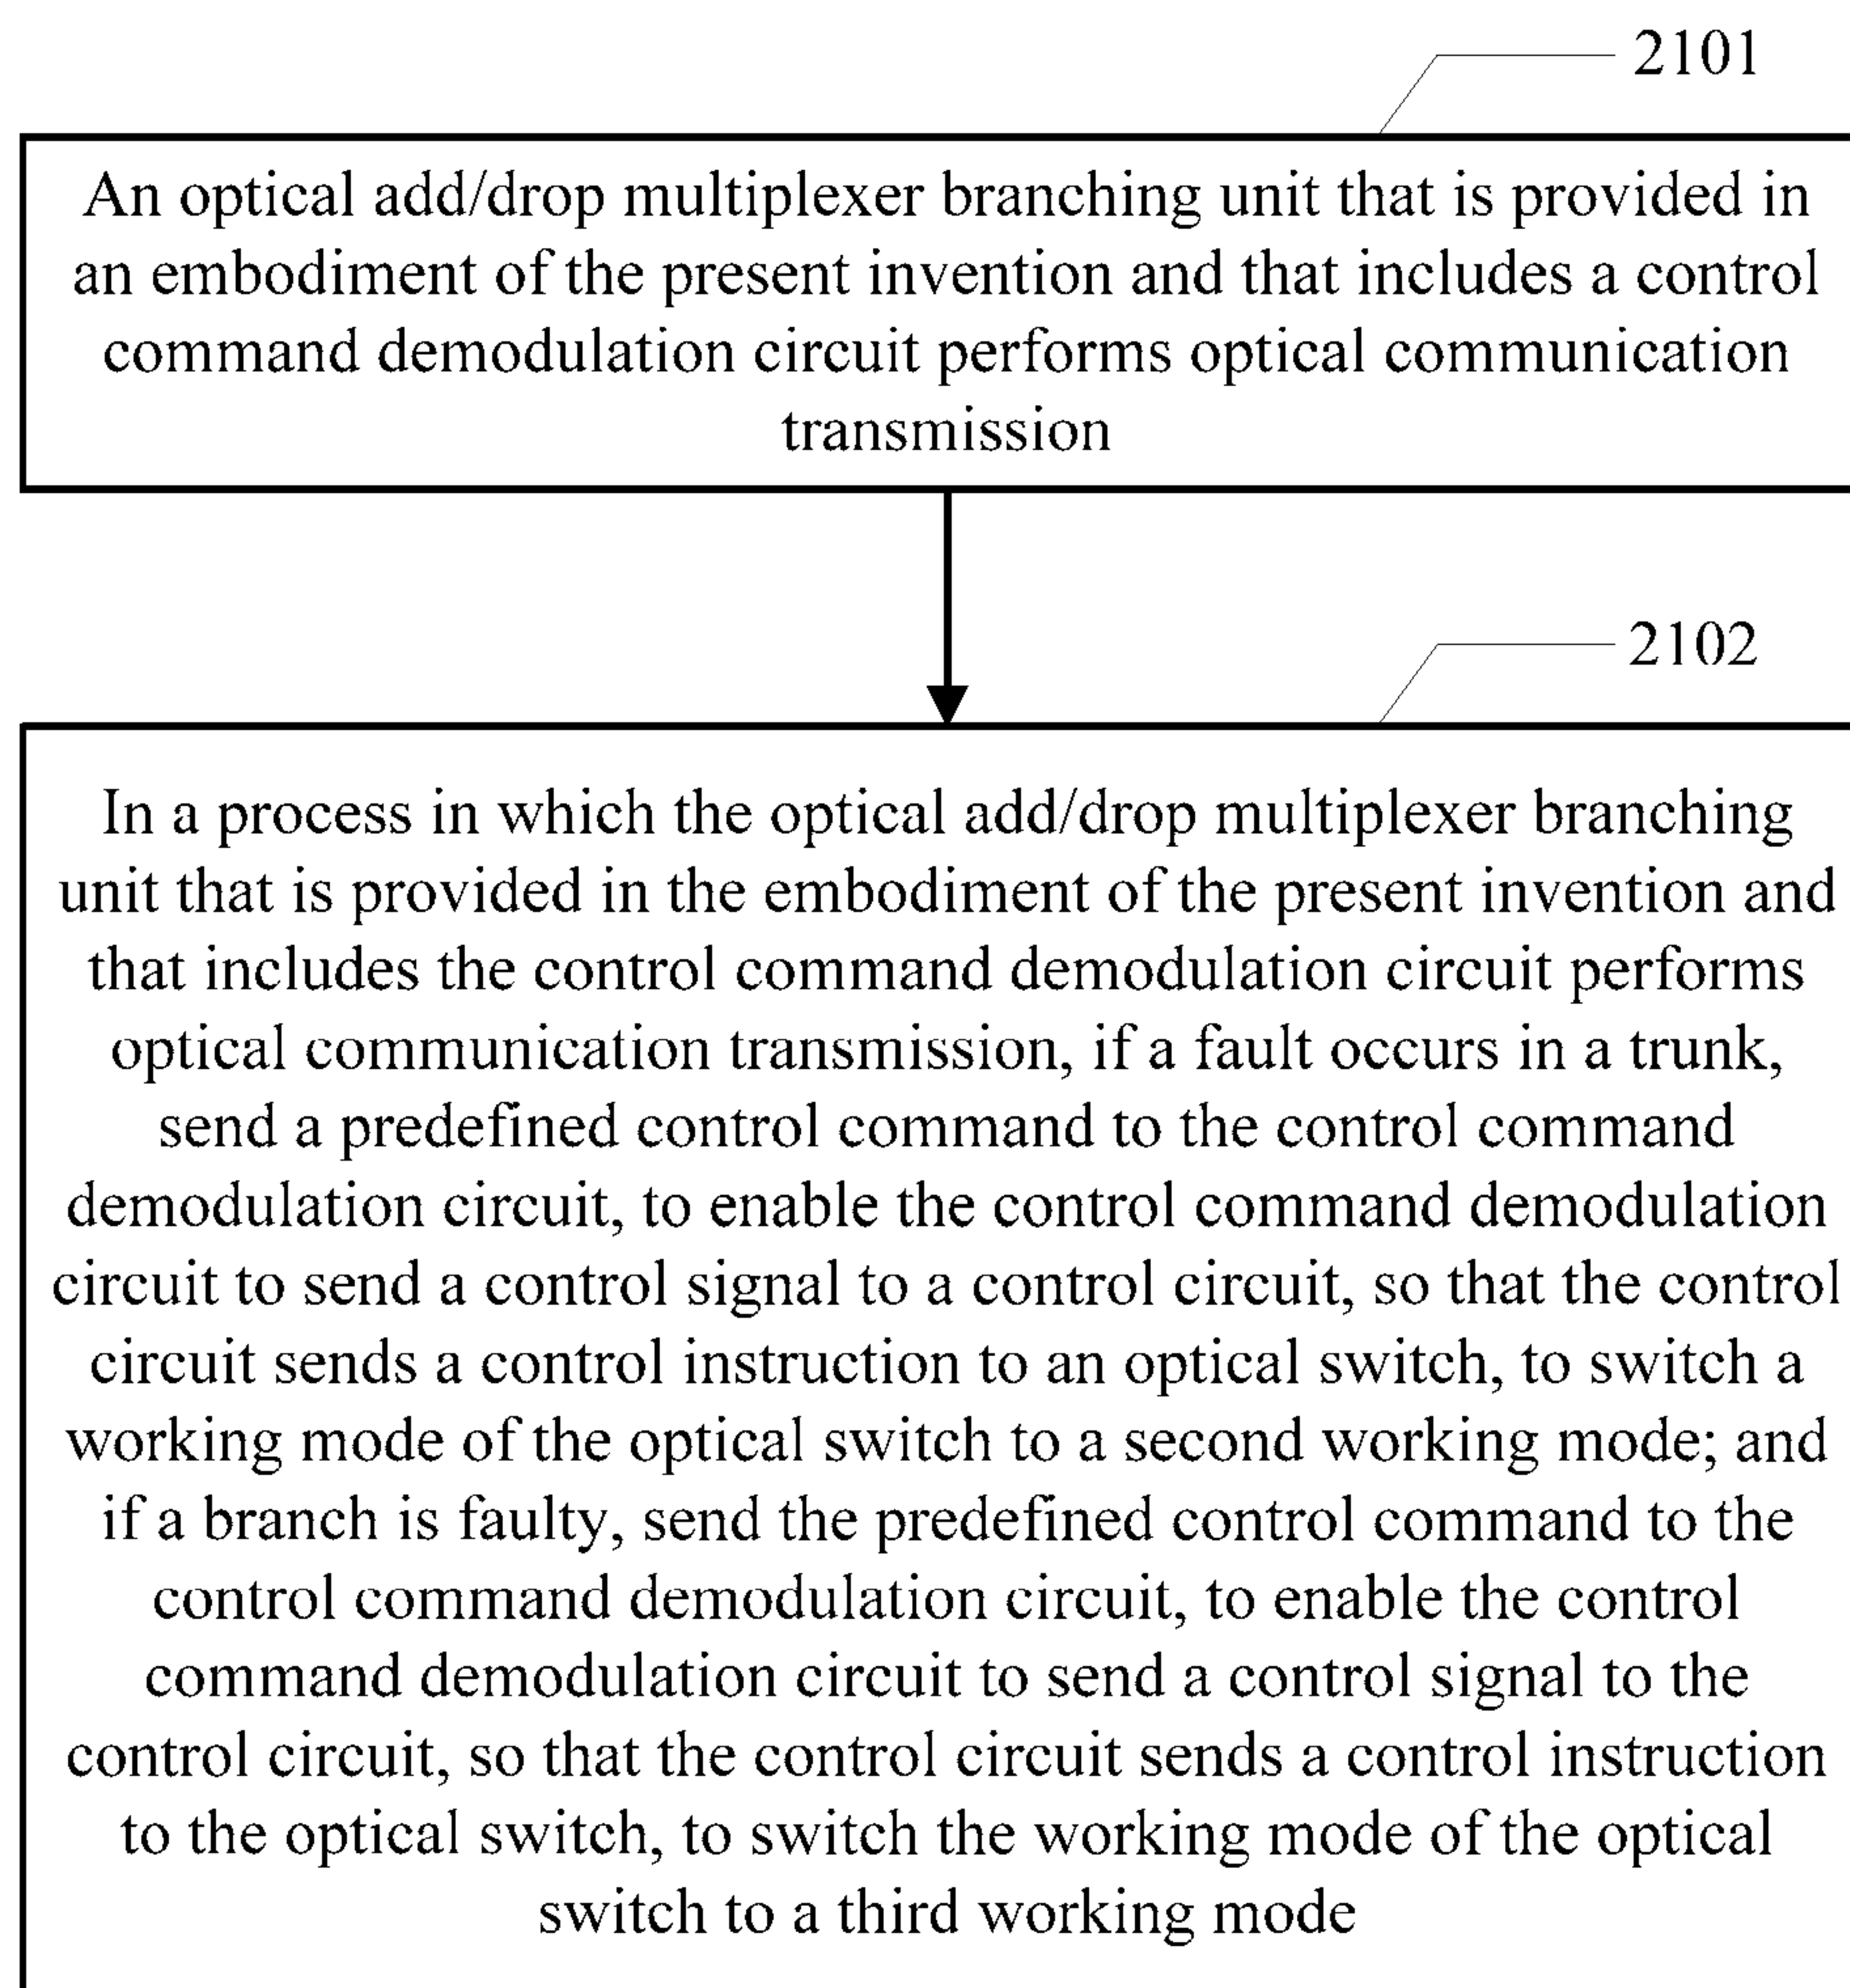 2101
An optical add/drop multiplexer branching unit that is provided in
an embodiment of the present invention and that includes a control
command demodulation circuit performs optical communication
transmission
2102
In a process in which the optical add/drop multiplexer branching
unit that is provided in the embodiment of the present invention and
that includes the control command demodulation circuit performs
optical communication transmission, if a fault occurs in a trunk,
send a predefined control command to the control command
demodulation circuit, to enable the control command demodulation
circuit to send a control signal to a control circuit, so that the control
circuit sends a control instruction to an optical switch, to switch a
working mode of the optical switch to a second working mode; and
if a branch is faulty, send the predefined control command to the
control command demodulation circuit, to enable the control
command demodulation circuit to send a control signal to the
control circuit, so that the control circuit sends a control instruction
to the optical switch, to switch the working mode of the optical
switch to a third working mode